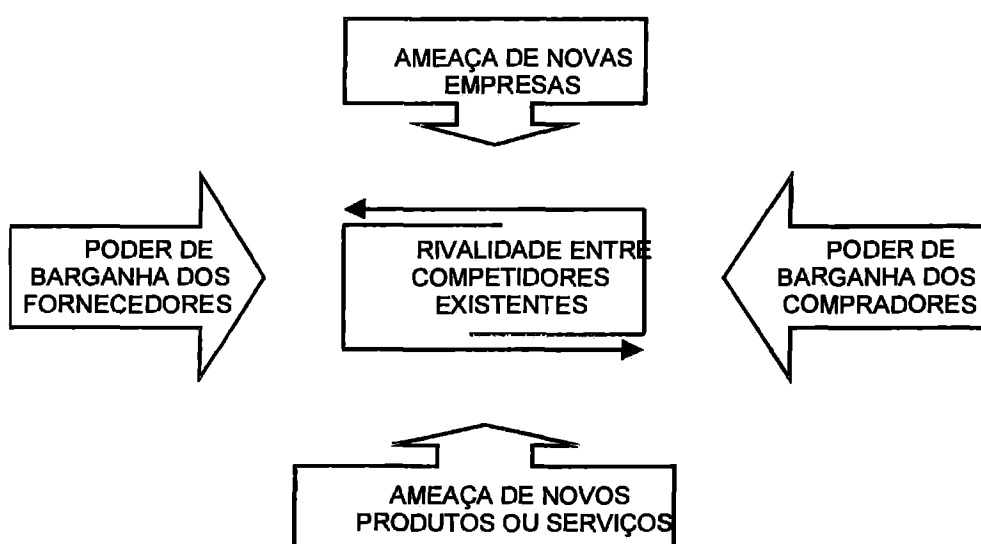 AMEAÇA DE NOVAS
EMPRESAS
PODER DE
BARGANHA DOS
FORNECEDORES
RIVALIDADE ENTRE
COMPETIDORES
EXISTENTES
PODER DE
BARGANHA DOS
COMPRADORES
AMEAÇA DE NOVOS
PRODUTOS OU SERVIÇOS